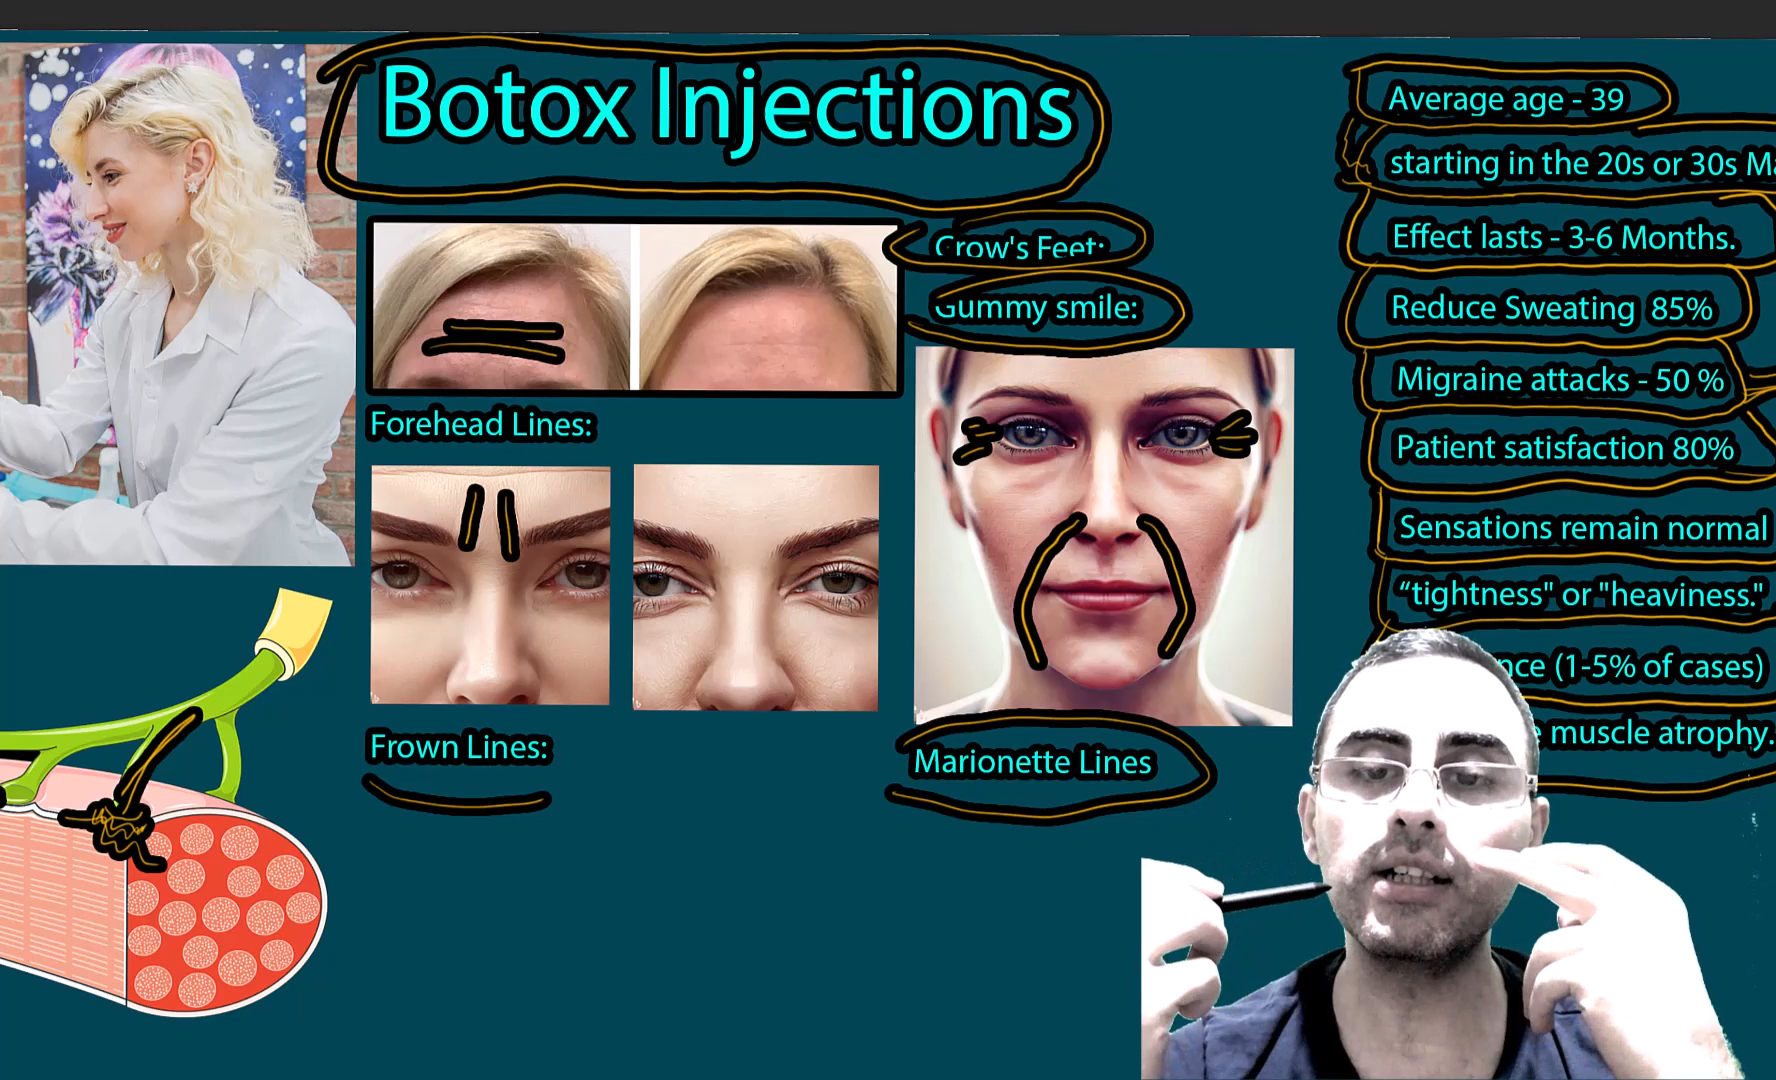 Botox Injections
Crow's Feet:
Gummy smile:
Forehead Lines:
Frown Lines:
Marionette Lines
Average age - 39
starting in the 20s or 30s
Effect lasts - 3-6 Months.
Reduce Sweating 85%
Migraine attacks - 50 %
Patient satisfaction 80%
Sensations remain normal
“tightness" or "heaviness."
(1-5% of cases)
muscle atrophy.